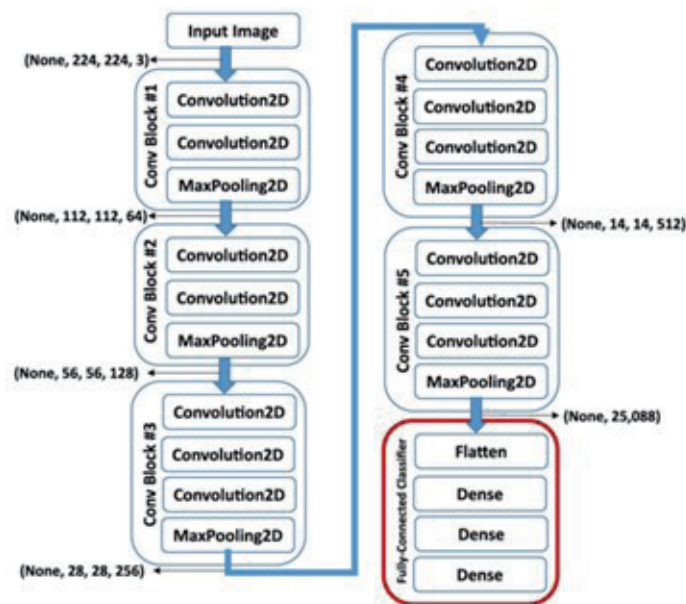 Input Image
(None, 224, 224, 3)
Conv Block #1
Convolution2D
Convolution2D
MaxPooling2D
(None, 112, 112, 64)
Conv Block #2
Convolution2D
Convolution2D
MaxPooling2D
(None, 56, 56, 128)
Conv Block #3
Convolution2D
Convolution2D
Convolution2D
MaxPooling2D
(None, 28, 28, 256)
Conv Block #4
Convolution2D
Convolution2D
Convolution2D
MaxPooling2D
(None, 14, 14, 512)
Conv Block #5
Convolution2D
Convolution2D
Convolution2D
MaxPooling2D
(None, 25,088)
Fully-Connected Classifier
Flatten
Dense
Dense
Dense